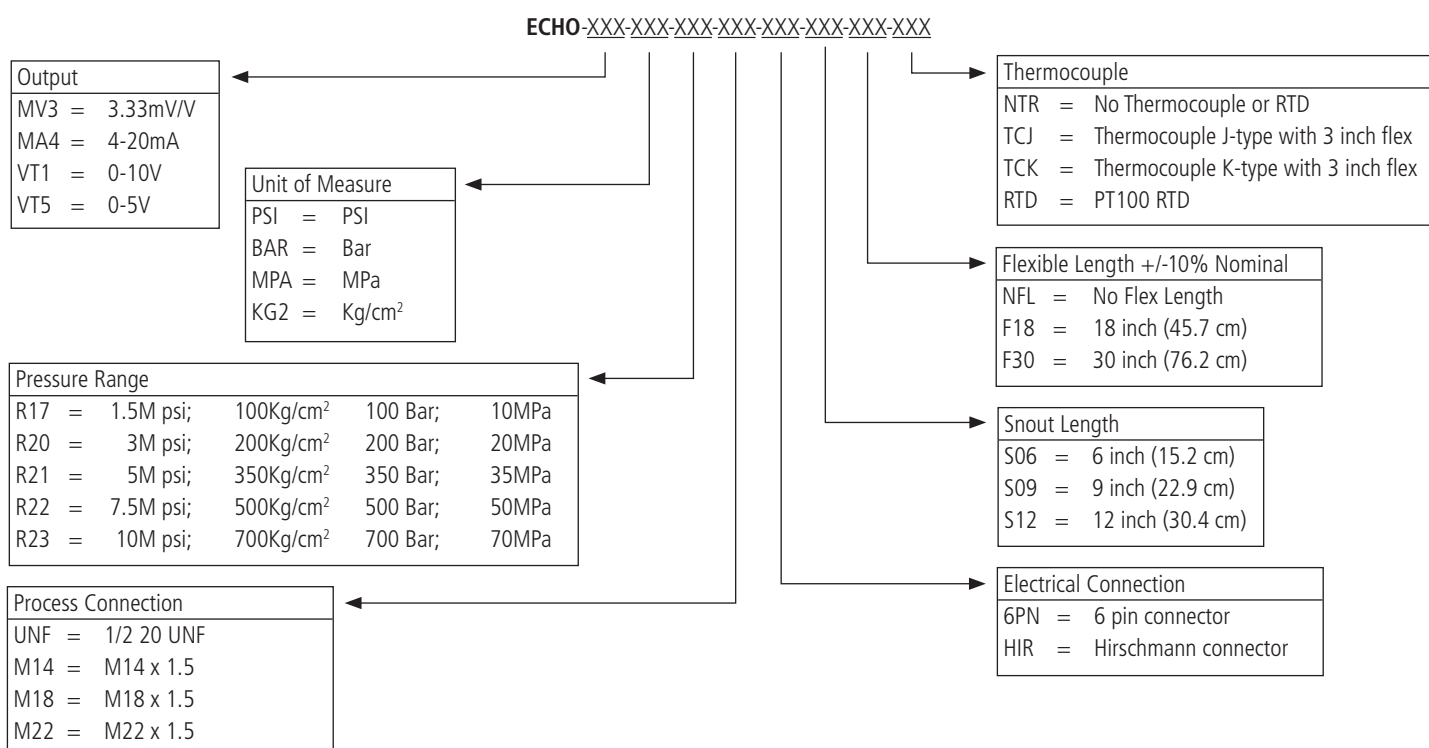 ECHO-XXX-XXX-XXX-XXX-XXX-XXX-XXX-XXX
Output
MV3 = 3.33mV/V
MA4 = 4-20mA
VT1 = 0-10V
VT5 = 0-5V
Unit of Measure
PSI = PSI
BAR = Bar
MPA = MPa
KG2 = Kg/cm²
Pressure Range
R17 = 1.5M psi; 100Kg/cm² 100 Bar; 10MPa
R20 = 3M psi; 200Kg/cm² 200 Bar; 20MPa
R21 = 5M psi; 350Kg/cm² 350 Bar; 35MPa
R22 = 7.5M psi; 500Kg/cm² 500 Bar; 50MPa
R23 = 10M psi; 700Kg/cm² 700 Bar; 70MPa
Process Connection
UNF = 1/2 20 UNF
M14 = M14 x 1.5
M18 = M18 x 1.5
M22 = M22 x 1.5
Thermocouple
NTR = No Thermocouple or RTD
TCJ = Thermocouple J-type with 3 inch flex
TCK = Thermocouple K-type with 3 inch flex
RTD = PT100 RTD
Flexible Length +/-10% Nominal
NFL = No Flex Length
F18 = 18 inch (45.7 cm)
F30 = 30 inch (76.2 cm)
Snout Length
S06 = 6 inch (15.2 cm)
S09 = 9 inch (22.9 cm)
S12 = 12 inch (30.4 cm)
Electrical Connection
6PN = 6 pin connector
HIR = Hirschmann connector